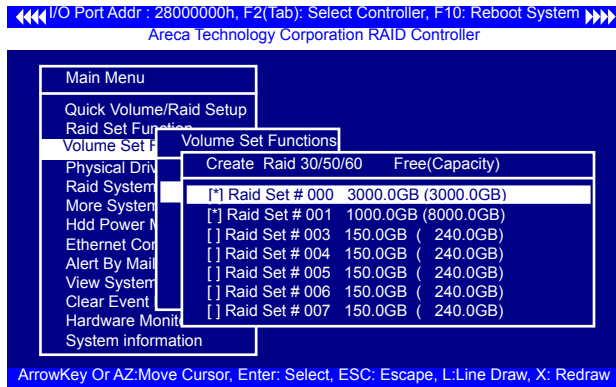 I/O Port Addr : 28000000h, F2(Tab): Select Controller, F10: Reboot System
Areca Technology Corporation RAID Controller
Main Menu
Quick Volume/Raid Setup
Raid Set Function
Volume Set F
Physical Driv
Raid System
More System
Hdd Power M
Ethernet Con
Alert By Mail
View System
Clear Event
Hardware Monito
System information
Volume Set Functions
Create Raid 30/50/60 Free(Capacity)
[*] Raid Set # 000 3000.0GB (3000.0GB)
[*] Raid Set # 001 1000.0GB (8000.0GB)
[ ] Raid Set # 003 150.0GB ( 240.0GB)
[ ] Raid Set # 004 150.0GB ( 240.0GB)
[ ] Raid Set # 005 150.0GB ( 240.0GB)
[ ] Raid Set # 006 150.0GB ( 240.0GB)
[ ] Raid Set # 007 150.0GB ( 240.0GB)
ArrowKey Or AZ:Move Cursor, Enter: Select, ESC: Escape, L:Line Draw, X: Redraw